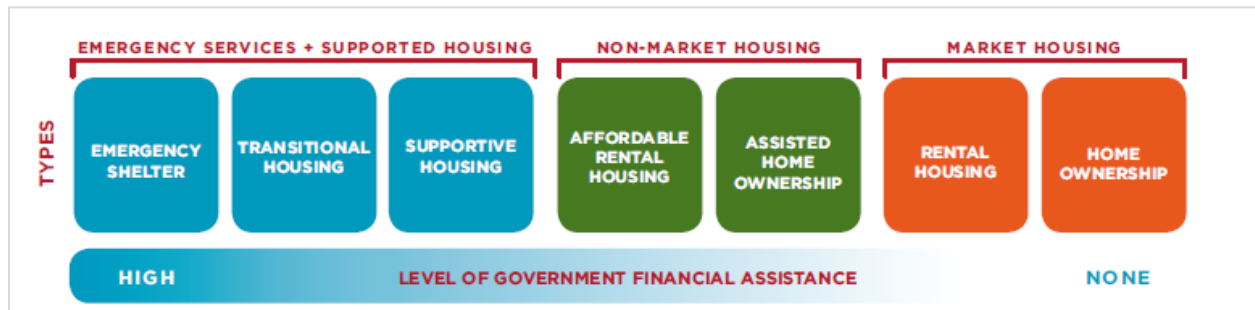 EMERGENCY SERVICES + SUPPORTED HOUSING
NON-MARKET HOUSING
MARKET HOUSING
TYPES
EMERGENCY
SHELTER
TRANSITIONAL
HOUSING
SUPPORTIVE
HOUSING
AFFORDABLE
RENTAL
HOUSING
ASSISTED
HOME
OWNERSHIP
RENTAL
HOUSING
HOME
OWNERSHIP
HIGH
LEVEL OF GOVERNMENT FINANCIAL ASSISTANCE
NONE